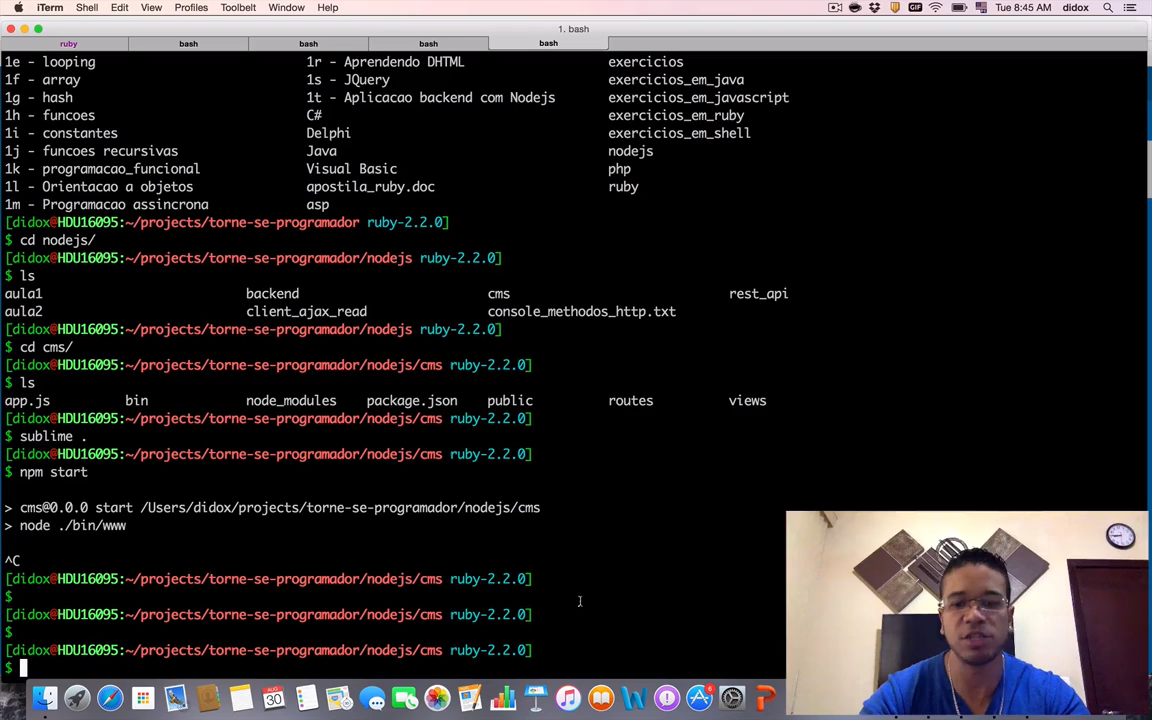 iTerm Shell Edit View Profiles Toolbelt Window Help GIF Tue 8:45 AM didox
1. bash
ruby bash bash bash bash
1e - looping 1r - Aprendendo DHTML exercicios
1f - array 1s - JQuery exercicios_em_java
1g - hash 1t - Aplicacao backend com Nodejs exercicios_em_javascript
1h - funcoes C# exercicios_em_ruby
1i - constantes Delphi exercicios_em_shell
1j - funcoes recursivas Java nodejs
1k - programacao_funcional Visual Basic php
1l - Orientacao a objetos apostila_ruby.doc ruby
1m - Programacao assincrona asp
[didox@HDU16095:~/projects/torne-se-programador ruby-2.2.0]
$ cd nodejs/
[didox@HDU16095:~/projects/torne-se-programador/nodejs ruby-2.2.0]
$ ls
aula1 backend cms rest_api
aula2 client_ajax_read console_methodos_http.txt
[didox@HDU16095:~/projects/torne-se-programador/nodejs ruby-2.2.0]
$ cd cms/
[didox@HDU16095:~/projects/torne-se-programador/nodejs/cms ruby-2.2.0]
$ ls
app.js bin node_modules package.json public routes views
[didox@HDU16095:~/projects/torne-se-programador/nodejs/cms ruby-2.2.0]
$ sublime .
[didox@HDU16095:~/projects/torne-se-programador/nodejs/cms ruby-2.2.0]
$ npm start
> cms@0.0.0 start /Users/didox/projects/torne-se-programador/nodejs/cms
> node ./bin/www
^C
[didox@HDU16095:~/projects/torne-se-programador/nodejs/cms ruby-2.2.0]
$
[didox@HDU16095:~/projects/torne-se-programador/nodejs/cms ruby-2.2.0]
$
[didox@HDU16095:~/projects/torne-se-programador/nodejs/cms ruby-2.2.0]
$